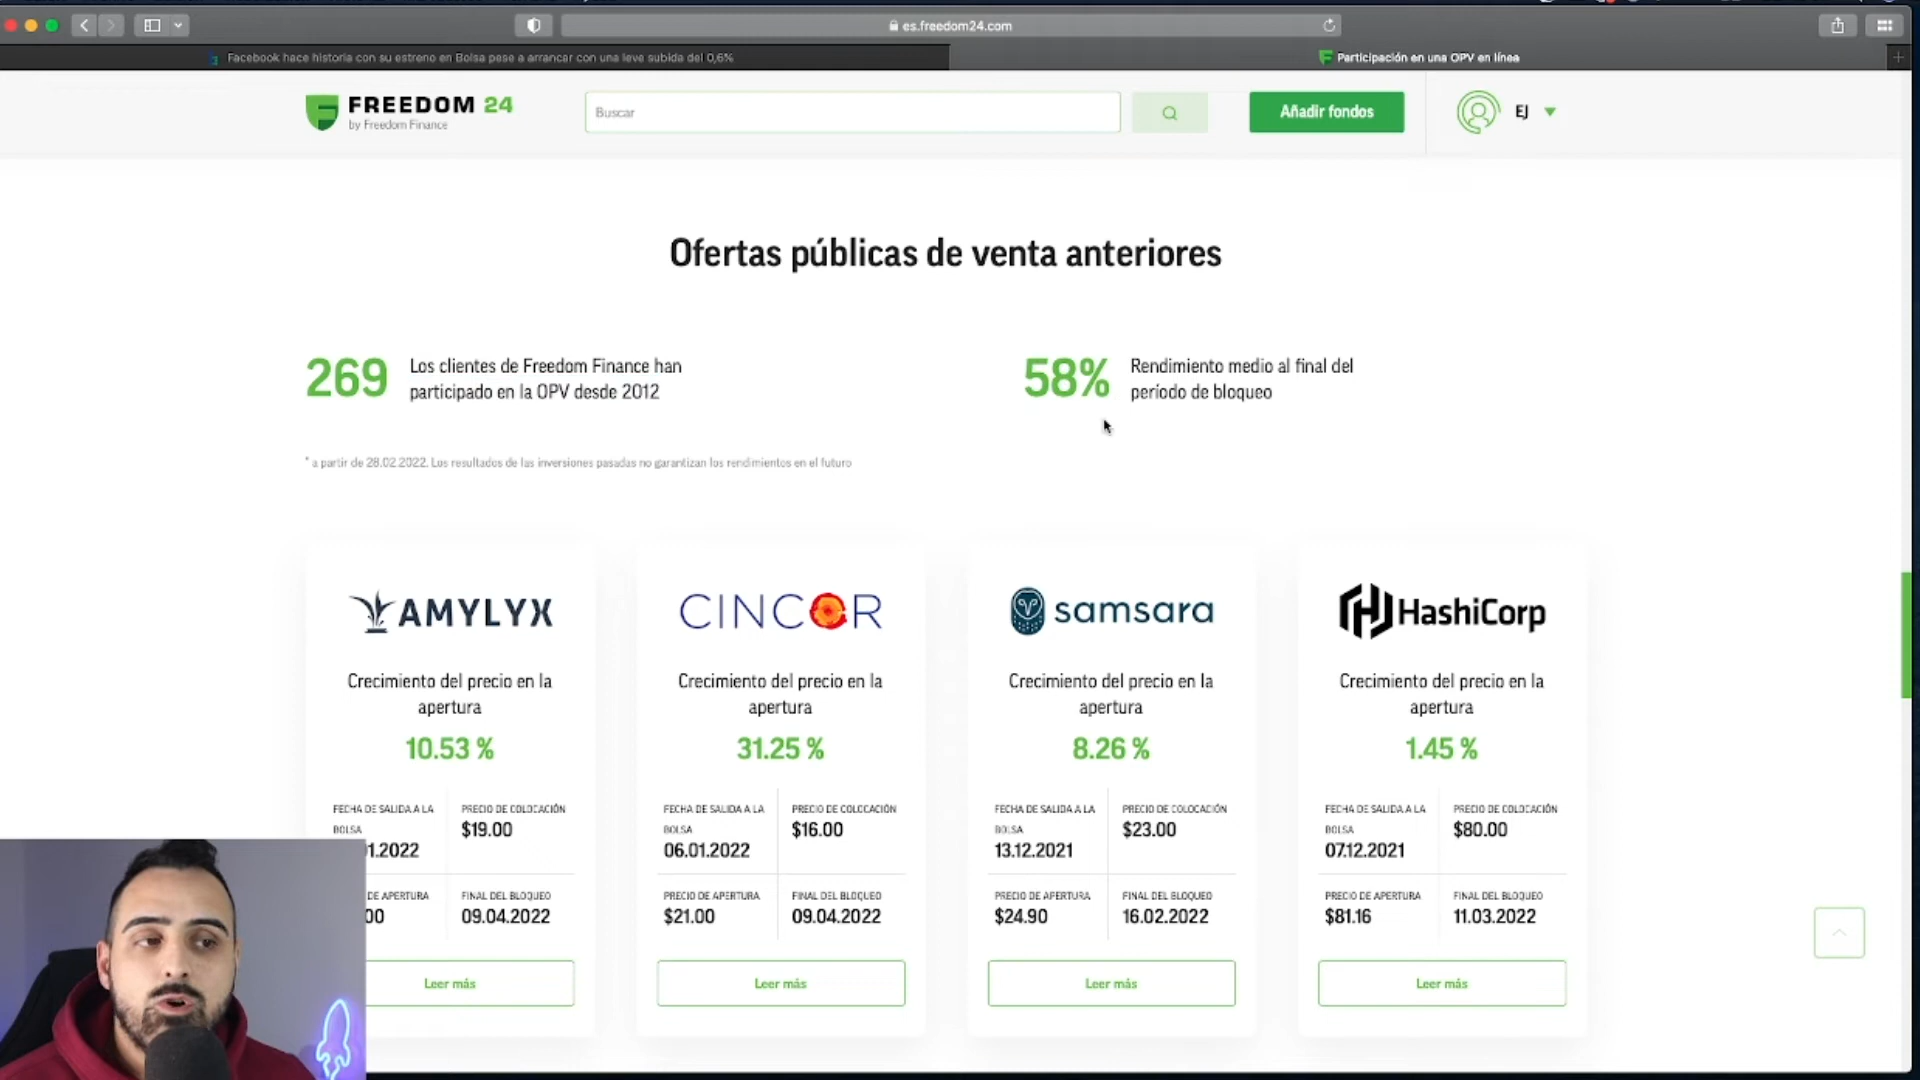 es.freedom24.com
Facebook hace historia con su estreno en Bolsa pese a arrancar con una leve subida del 0,6%
Participación en una OPV en línea
FREEDOM 24
by Freedom Finance
Buscar
Añadir fondos
EJ
Ofertas públicas de venta anteriores
269
Los clientes de Freedom Finance han
participado en la OPV desde 2012
58%
Rendimiento medio al final del
período de bloqueo
* a partir de 28.02.2022. Los resultados de las inversiones pasadas no garantizan los rendimientos en el futuro
AMYLYX
Crecimiento del precio en la
apertura
10.53 %
FECHA DE SALIDA A LA
BOLSA
1.2022
PRECIO DE COLOCACIÓN
$19.00
DE APERTURA
00
FINAL DEL BLOQUEO
09.04.2022
Leer más
CINCOR
Crecimiento del precio en la
apertura
31.25 %
FECHA DE SALIDA A LA
BOLSA
06.01.2022
PRECIO DE COLOCACIÓN
$16.00
PRECIO DE APERTURA
$21.00
FINAL DEL BLOQUEO
09.04.2022
Leer más
samsara
Crecimiento del precio en la
apertura
8.26 %
FECHA DE SALIDA A LA
BOLSA
13.12.2021
PRECIO DE COLOCACIÓN
$23.00
PRECIO DE APERTURA
$24.90
FINAL DEL BLOQUEO
16.02.2022
Leer más
HashiCorp
Crecimiento del precio en la
apertura
1.45 %
FECHA DE SALIDA A LA
BOLSA
07.12.2021
PRECIO DE COLOCACIÓN
$80.00
PRECIO DE APERTURA
$81.16
FINAL DEL BLOQUEO
11.03.2022
Leer más